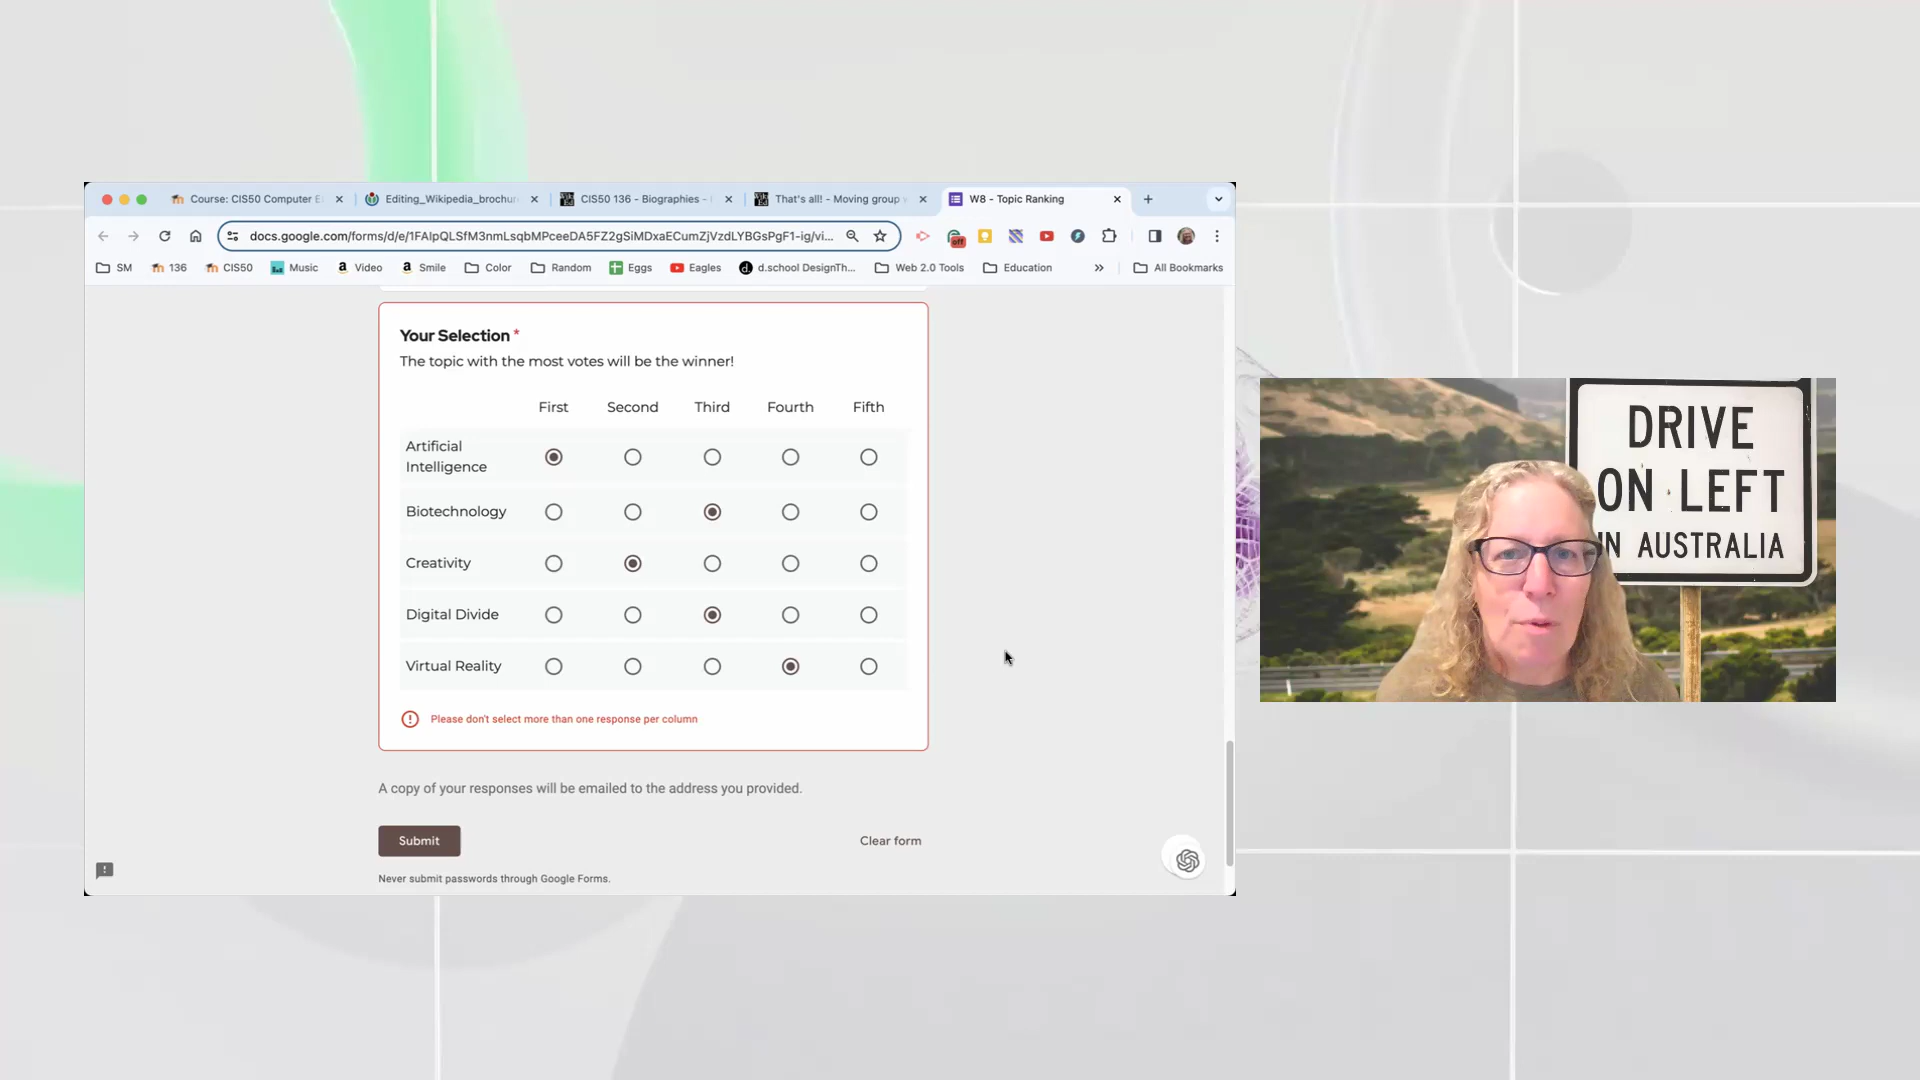 Course: CIS50 Computer E
Editing_Wikipedia_brochur
CIS50 136 - Biographies -
That's all! - Moving group
W8 - Topic Ranking
docs.google.com/forms/d/e/1FAIpQLSfM3nmLsqbMPceeDA5FZ2gSiMDxaECumZjVzdLYBGsPgF1-ig/vi...
off
SM
136
CIS50
Music
Video
Smile
Color
Random
Eggs
Eagles
d.school DesignTh...
Web 2.0 Tools
Education
All Bookmarks
Your Selection *
The topic with the most votes will be the winner!
First Second Third Fourth Fifth
Artificial
Intelligence
Biotechnology
Creativity
Digital Divide
Virtual Reality
Please don't select more than one response per column
A copy of your responses will be emailed to the address you provided.
Submit
Clear form
Never submit passwords through Google Forms.
DRIVE
ON LEFT
IN AUSTRALIA